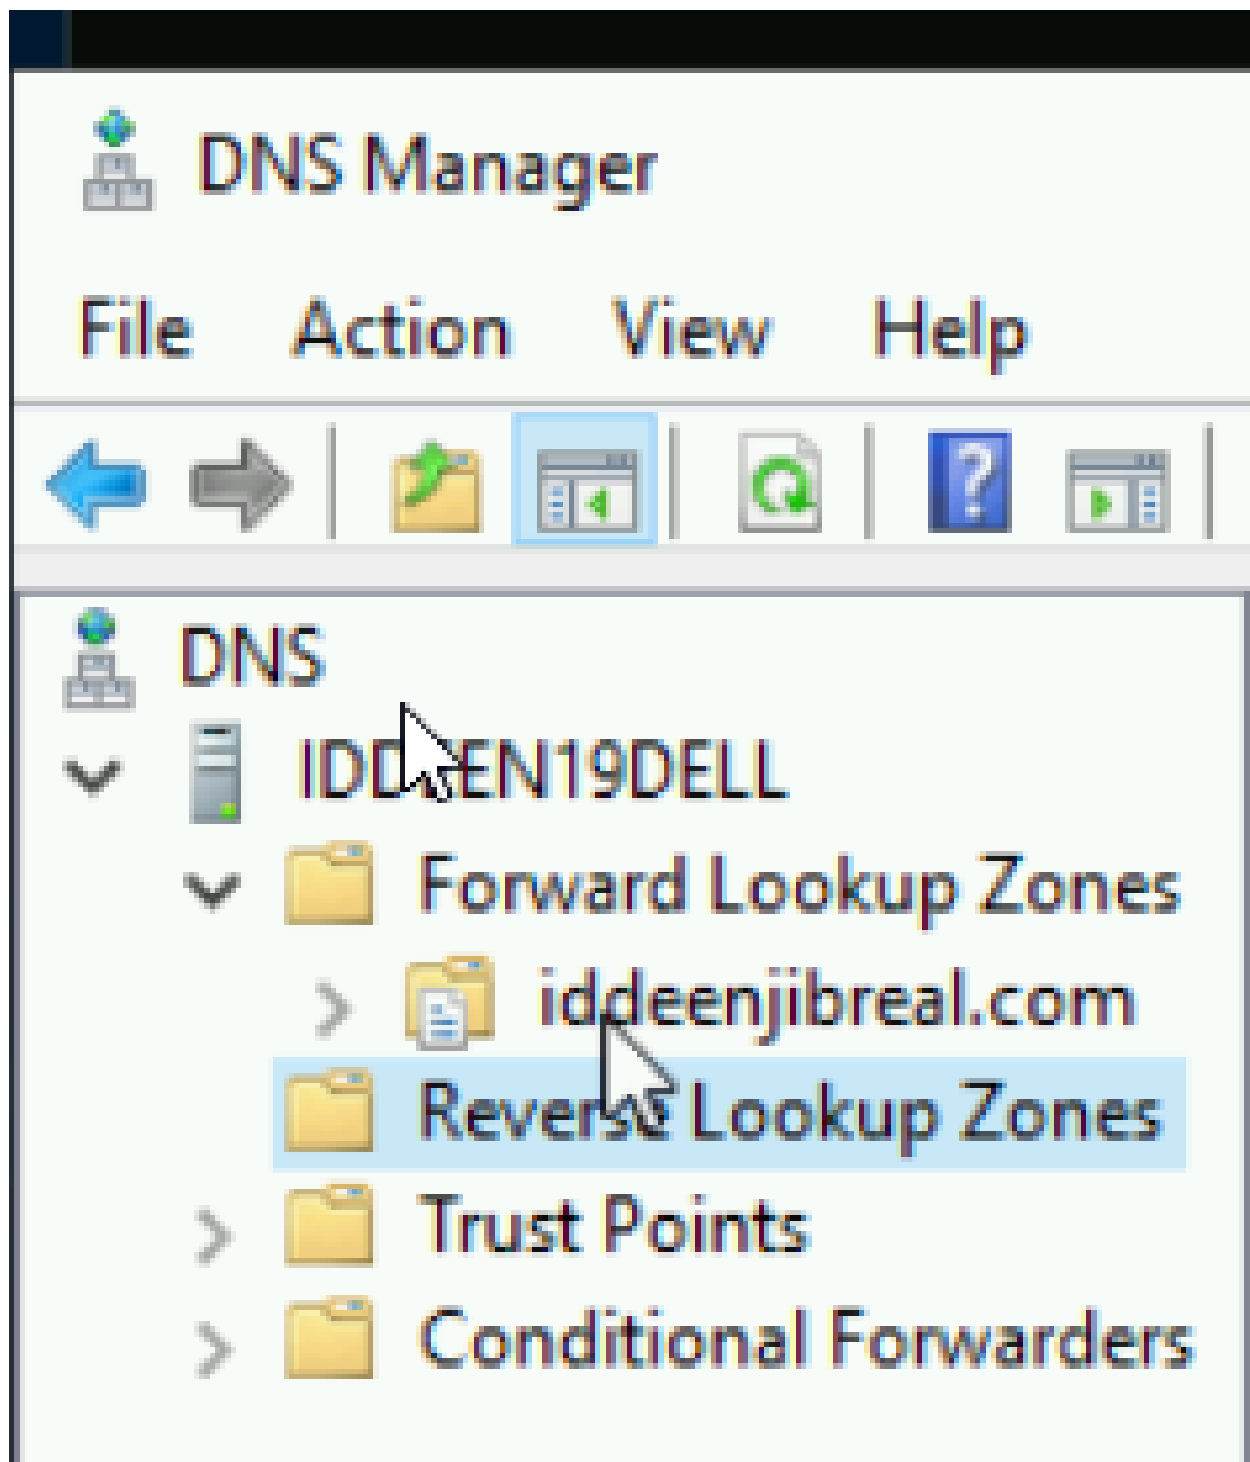 DNS Manager
File Action View Help
DNS
IDDEEN19DELL
Forward Lookup Zones
iddeenjibreal.com
Reverse Lookup Zones
Trust Points
Conditional Forwarders